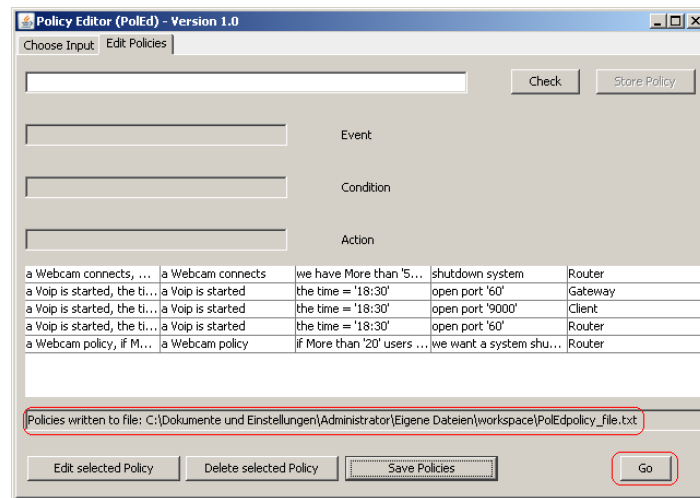 Policy Editor (PolEd) - Version 1.0
Choose Input Edit Policies
Check Store Policy
Event
Condition
Action
a Webcam connects, ... a Webcam connects we have More than '5... shutdown system Router
a Voip is started, the ti... a Voip is started the time = '18:30' open port '60' Gateway
a Voip is started, the ti... a Voip is started the time = '18:30' open port '9000' Client
a Voip is started, the ti... a Voip is started the time = '18:30' open port '60' Router
a Webcam policy, if M... a Webcam policy if More than '20' users ... we want a system shu... Router
Policies written to file: C:\Dokumente und Einstellungen\Administrator\Eigene Dateien\workspace\PolEdpolicy_file.txt
Edit selected Policy Delete selected Policy Save Policies Go